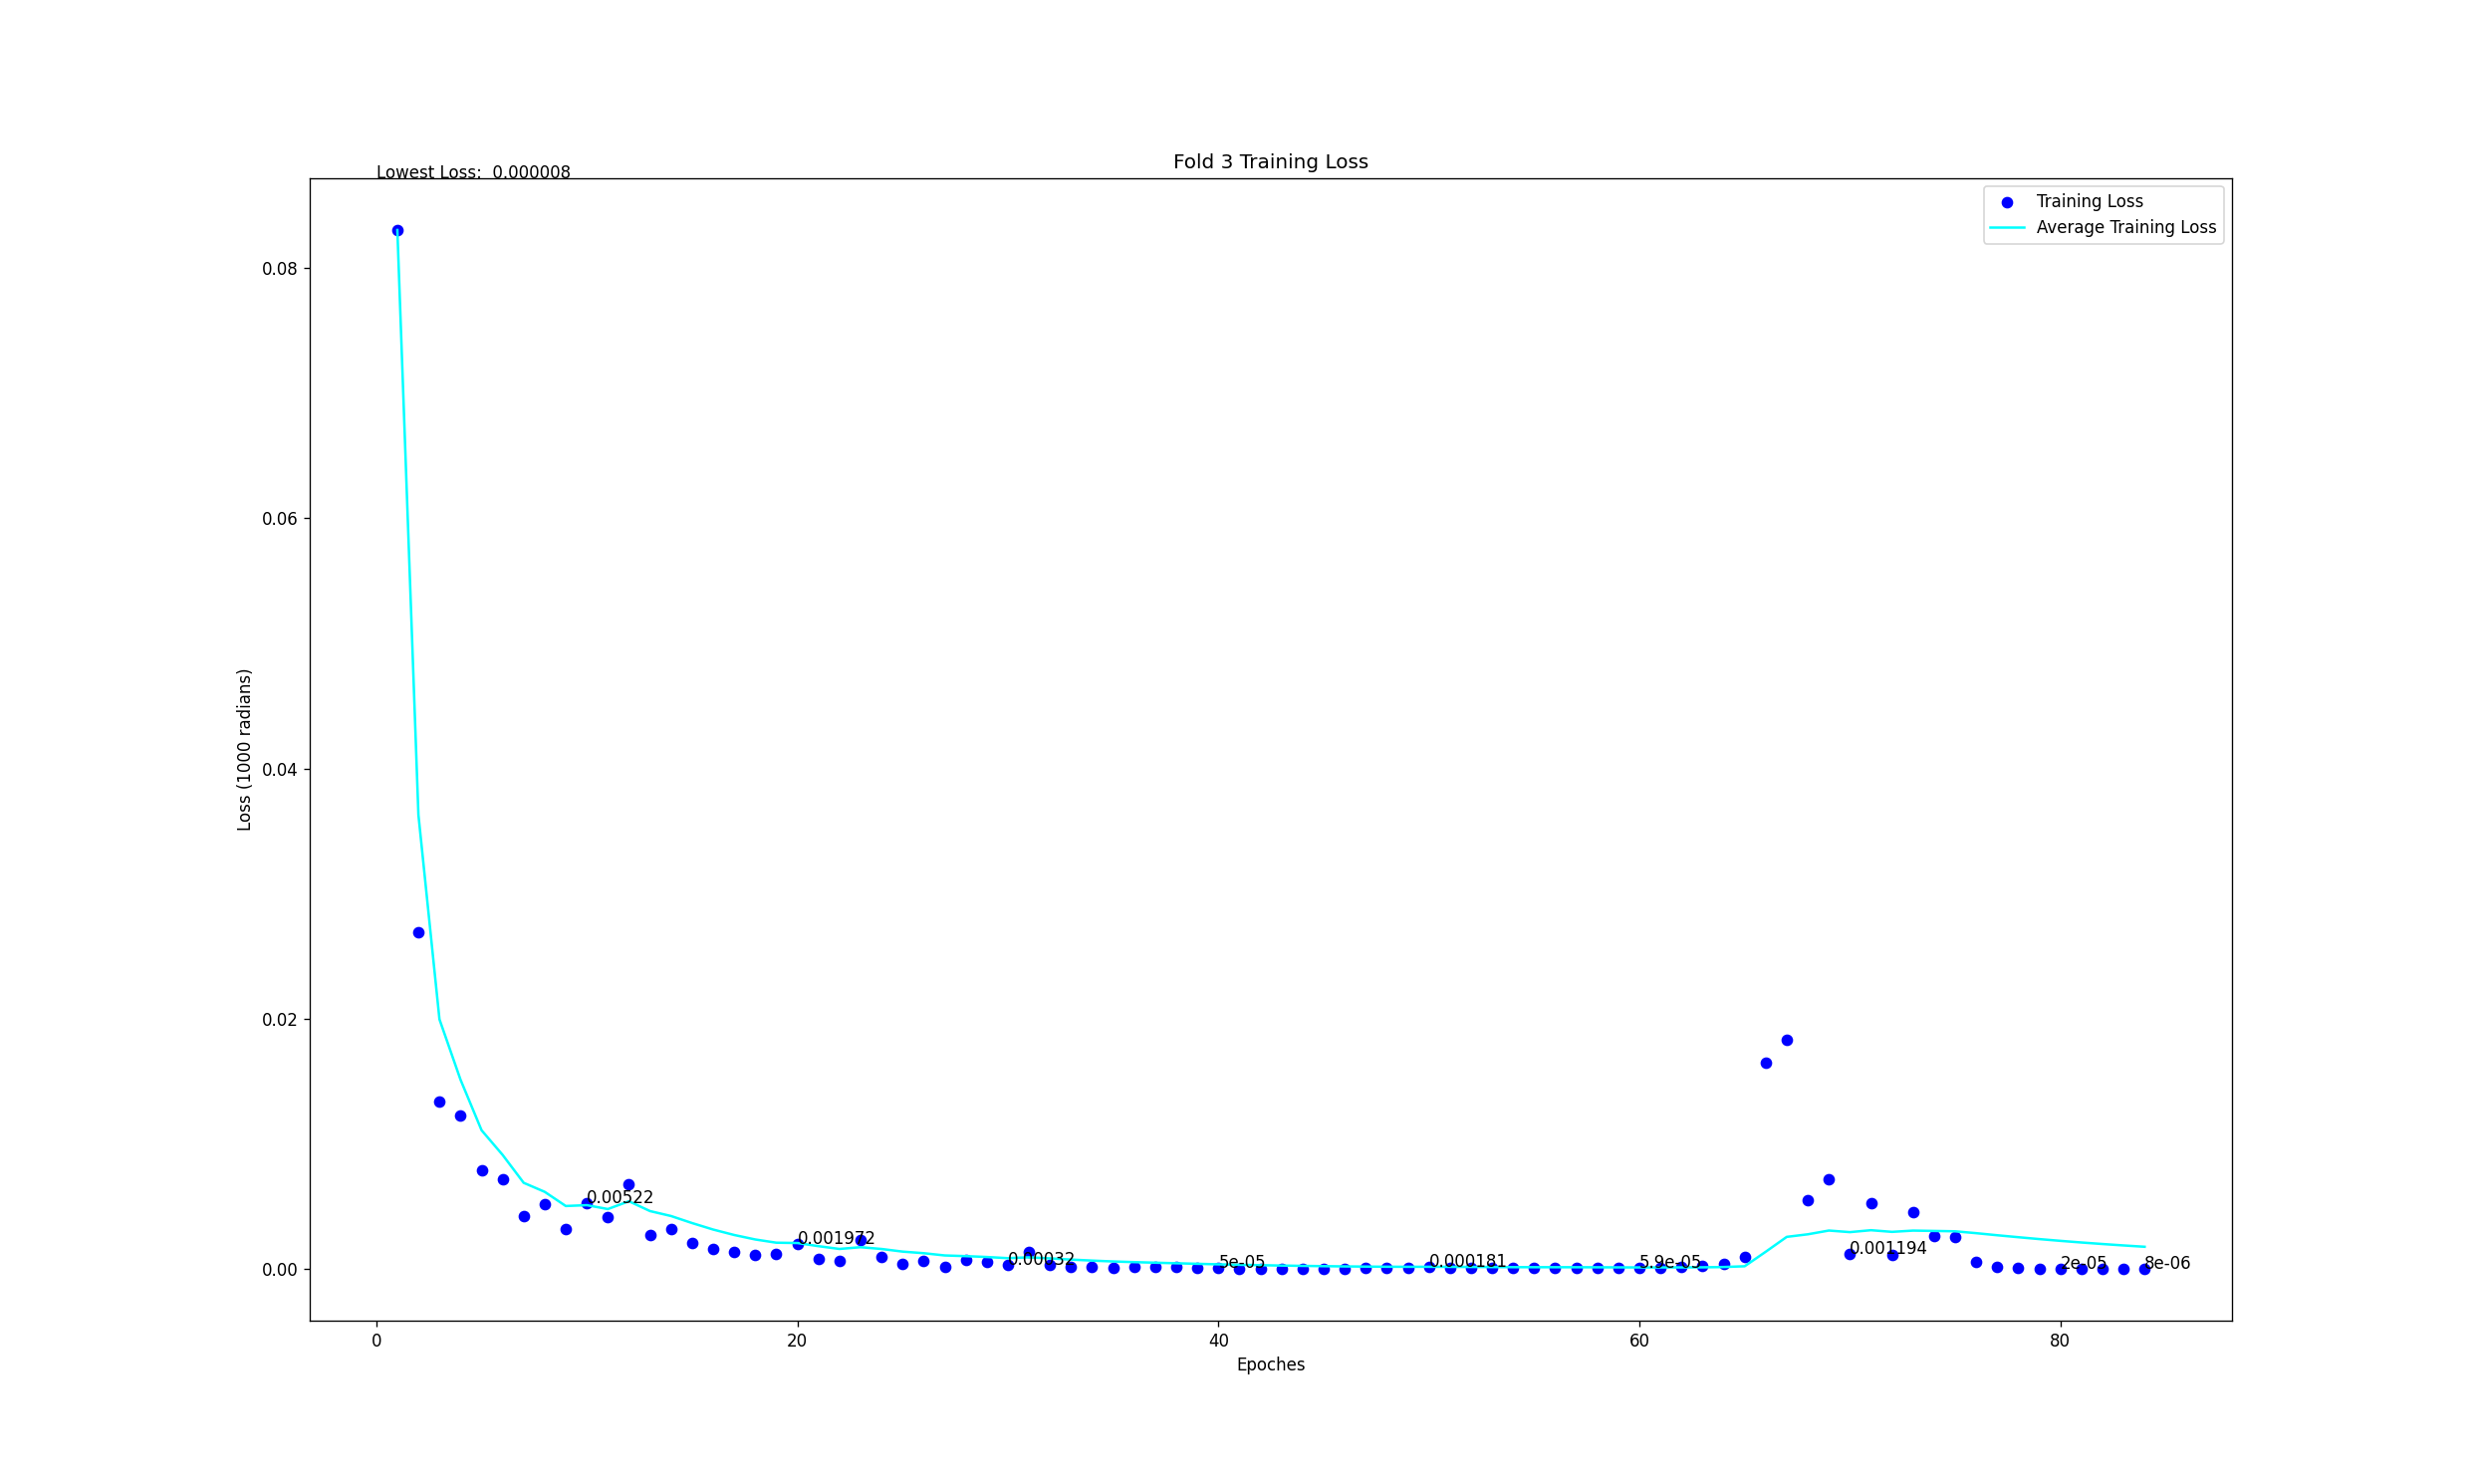 Fold 3 Training Loss
Lowest Loss:  0.000008
Training Loss
Average Training Loss
Loss (1000 radians)
0.08
0.06
0.04
0.02
0.00
0.00522
0.001972
0.00032
5e-05
0.000181
5.9e-05
0.001194
2e-05
8e-06
0
20
40
60
80
Epoches